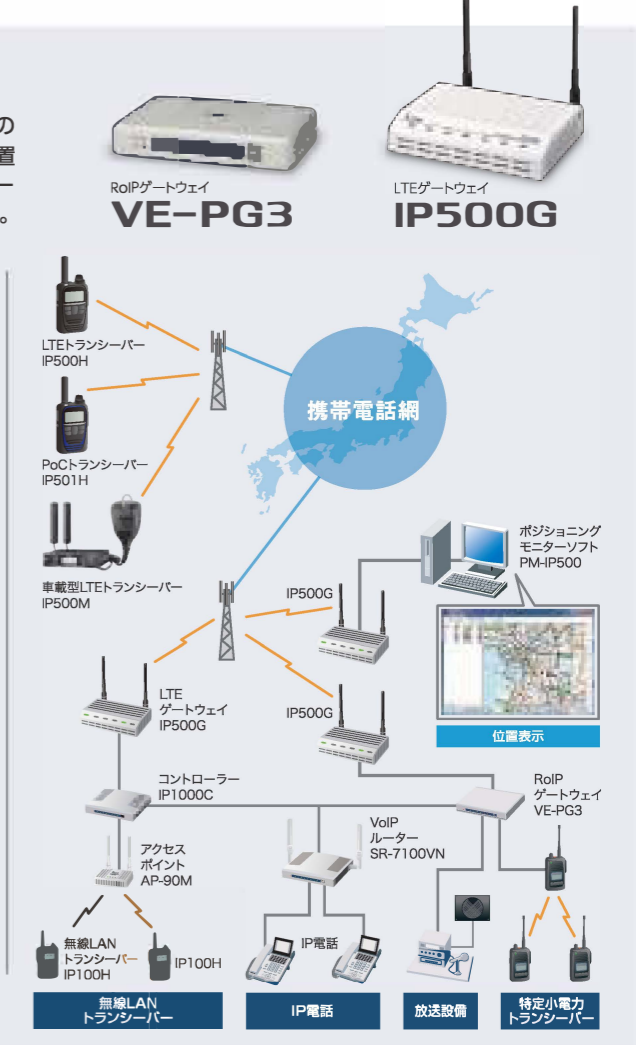 の
置
ー
。
RoIPゲートウェイ
VE-PG3
LTEゲートウェイ
IP500G
LTEトランシーバー
IP500H
PoCトランシーバー
IP501H
車載型LTEトランシーバー
IP500M
携帯電話網
ポジショニング
モニターソフト
PM-IP500
位置表示
IP500G
IP500G
LTE
ゲートウェイ
IP500G
コントローラー
IP1000C
アクセス
ポイント
AP-90M
無線LAN
トランシーバー
IP100H
IP100H
無線LAN
トランシーバー
VoIP
ルーター
SR-7100VN
IP電話
IP電話
RoIP
ゲートウェイ
VE-PG3
放送設備
特定小電力
トランシーバー